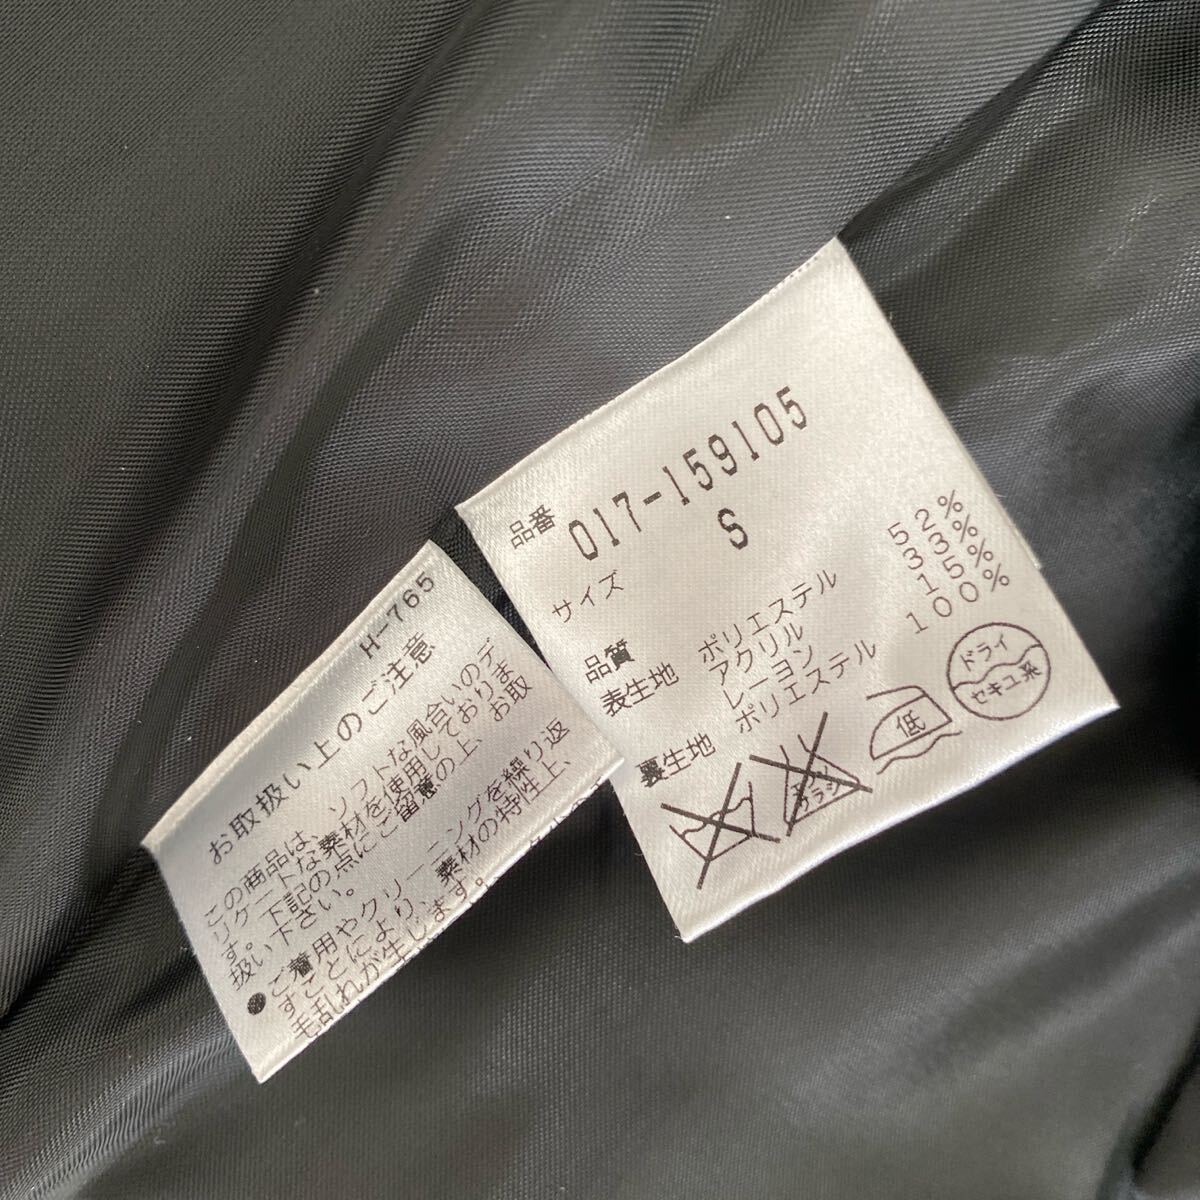 品番 017-159105
サイズ S
品質
表生地 ポリエステル 52%
アクリル 33%
レーヨン 15%
裏生地 ポリエステル 100%
エンソ
サラシ
低
ドライ
セキユ系
H-765
お取扱い上のご注意
この商品は、ソフトな風合いのデ
リケートな素材を使用しておりま
す。下記の点にご留意の上、お取
扱い下さい。
●ご着用やクリーニングを繰り返
すことにより、素材の特性上、
毛乱れが生じます。